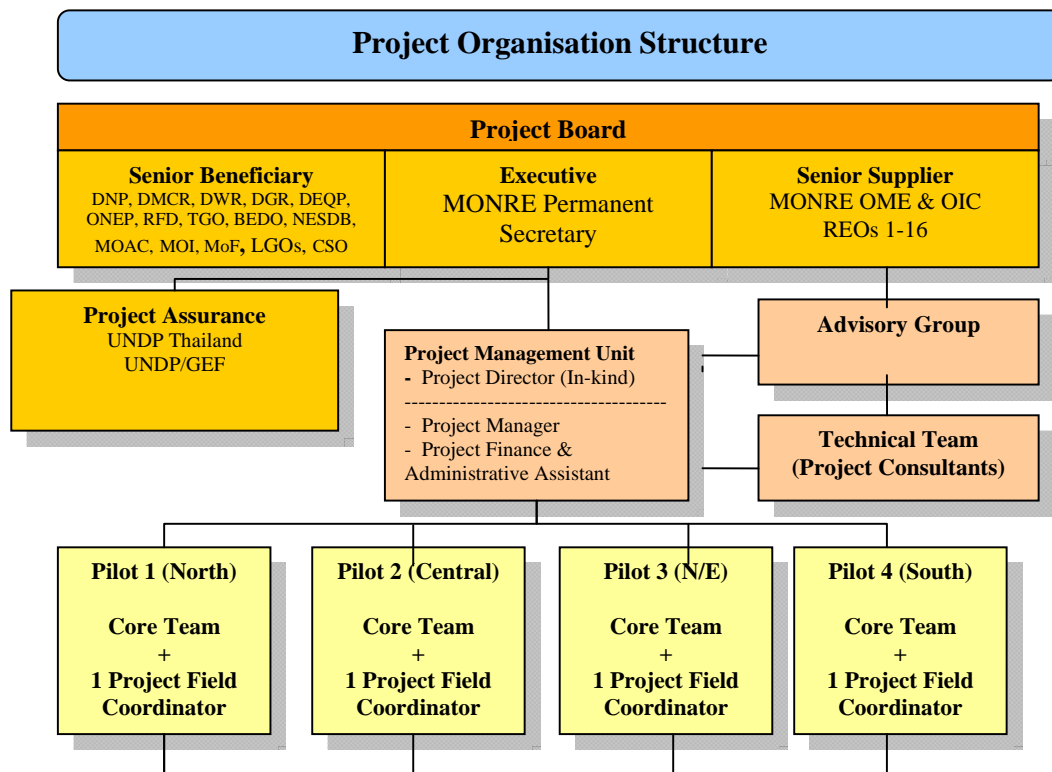 Project Organisation Structure
Project Board
Senior Beneficiary
DNP, DMCR, DWR, DGR, DEQP,
ONEP, RFD, TGO, BEDO, NESDB,
MOAC, MOI, MoF, LGOs, CSO
Executive
MONRE Permanent
Secretary
Senior Supplier
MONRE OME & OIC
REOs 1-16
Project Assurance
UNDP Thailand
UNDP/GEF
Project Management Unit
- Project Director (In-kind)
--------------------------------------
- Project Manager
- Project Finance &
Administrative Assistant
Advisory Group
Technical Team
(Project Consultants)
Pilot 1 (North)
Core Team
+
1 Project Field
Coordinator
Pilot 2 (Central)
Core Team
+
1 Project Field
Coordinator
Pilot 3 (N/E)
Core Team
+
1 Project Field
Coordinator
Pilot 4 (South)
Core Team
+
1 Project Field
Coordinator